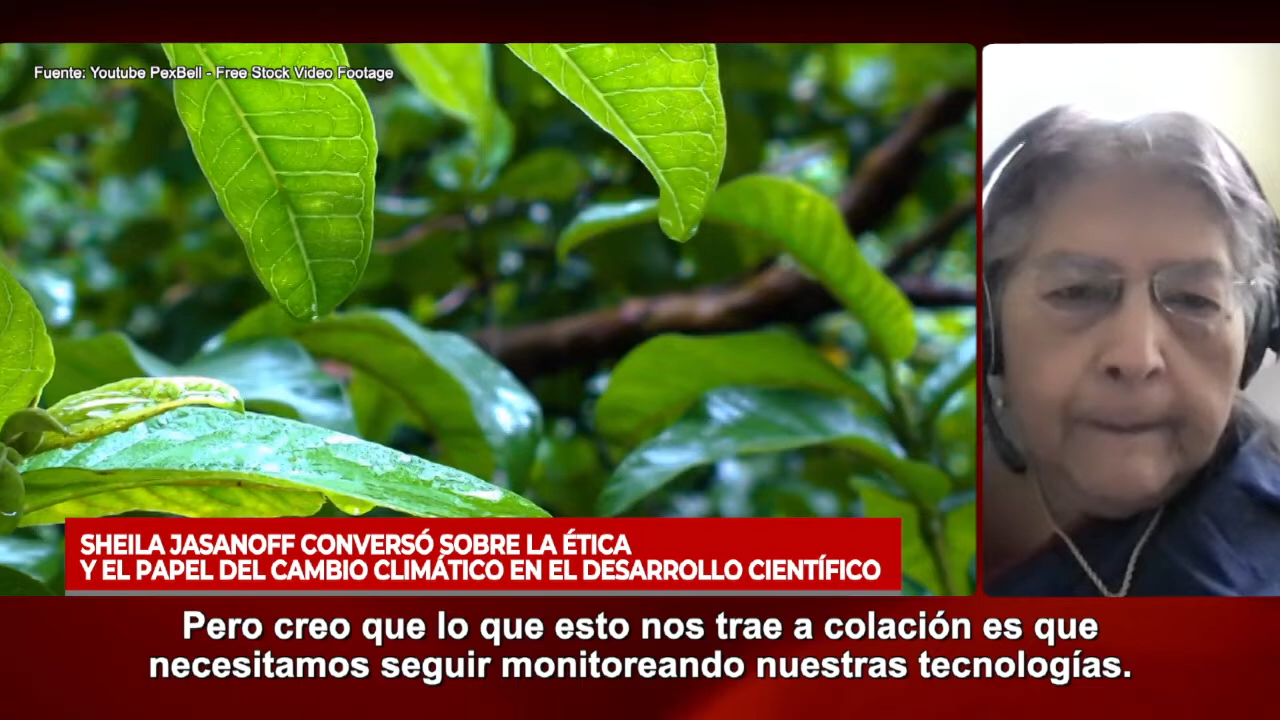 Fuente: Youtube PexBell - Free Stock Video Footage
SHEILA JASANOFF CONVERSÓ SOBRE LA ÉTICA
Y EL PAPEL DEL CAMBIO CLIMÁTICO EN EL DESARROLLO CIENTÍFICO
Pero creo que lo que esto nos trae a colación es que
necesitamos seguir monitoreando nuestras tecnologías.